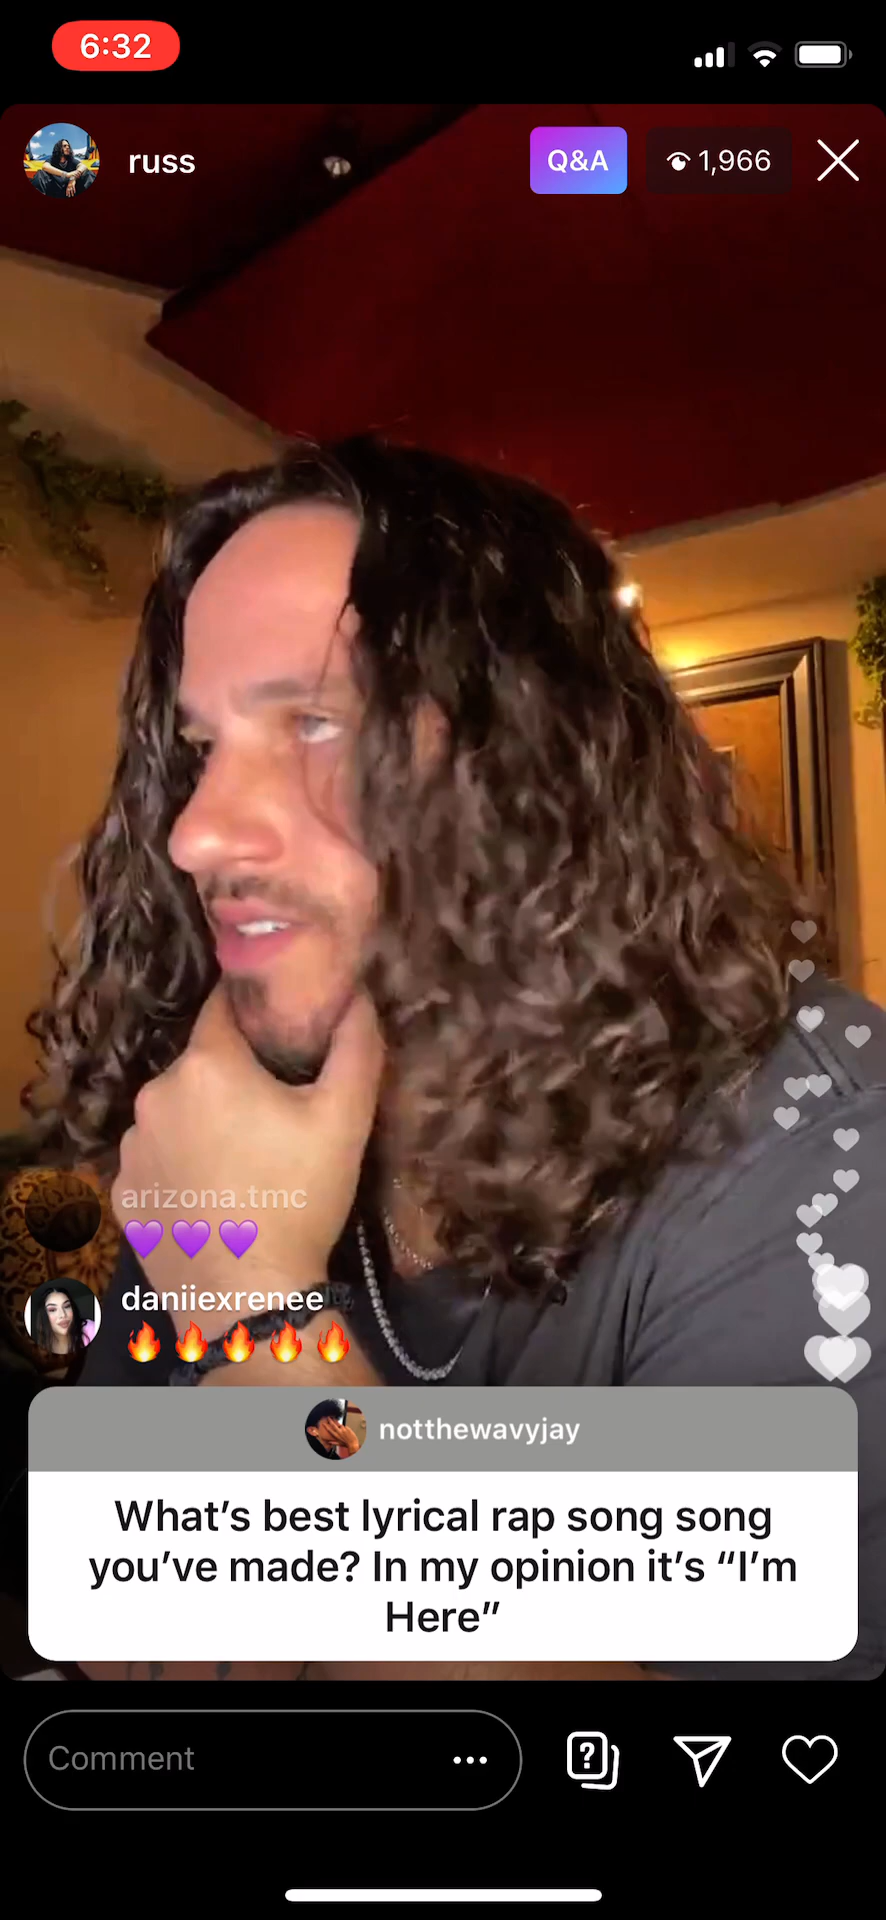 6:32
russ
Q&A
1,966
arizona.tmc
💜💜💜
daniiexrenee
🔥🔥🔥🔥🔥
notthewavyjay
What’s best lyrical rap song song
you’ve made? In my opinion it’s “I’m
Here”
Comment